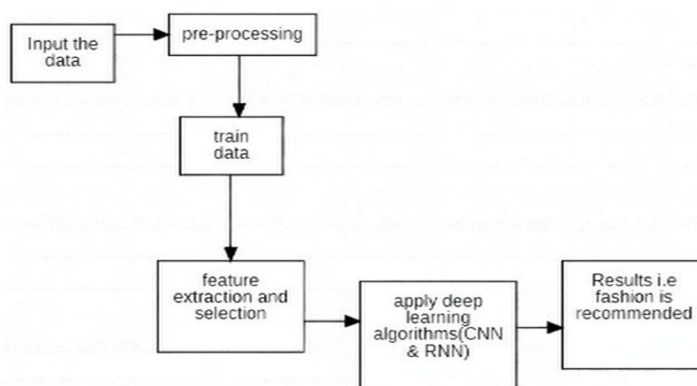 Input the
data
pre-processing
train
data
feature
extraction and
selection
apply deep
learning
algorithms(CNN
& RNN)
Results i.e
fashion is
recommended